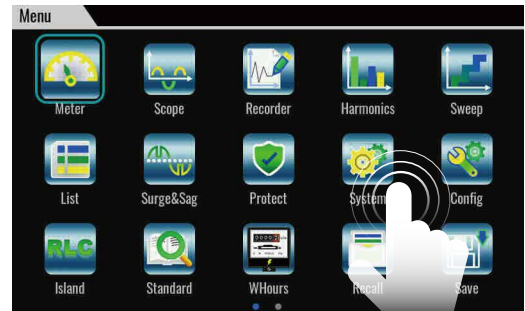 Menu
Meter Scope Recorder Harmonics Sweep
List Surge&Sag Protect System Config
RLC
Island Standard WHours Recall Save